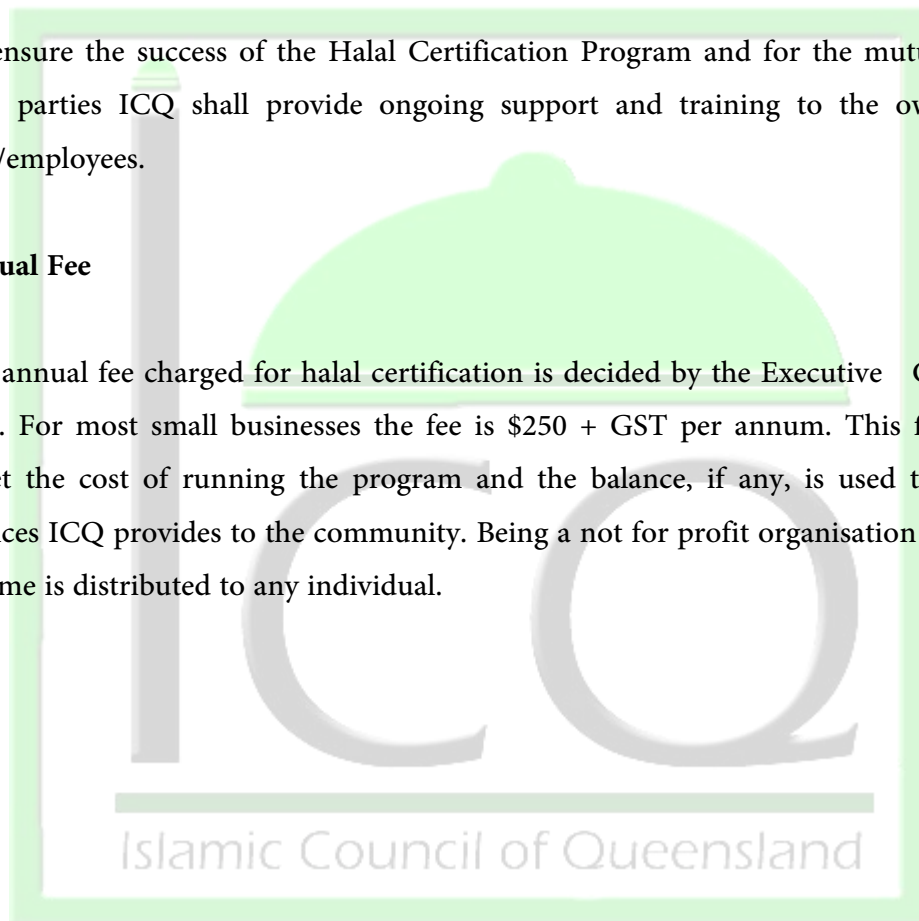 ensure the success of the Halal Certification Program and for the mutu
parties ICQ shall provide ongoing support and training to the ow
/employees.
ual Fee
annual fee charged for halal certification is decided by the Executive C
. For most small businesses the fee is $250 + GST per annum. This f
et the cost of running the program and the balance, if any, is used t
ces ICQ provides to the community. Being a not for profit organisation
me is distributed to any individual.
ICQ
Islamic Council of Queensland